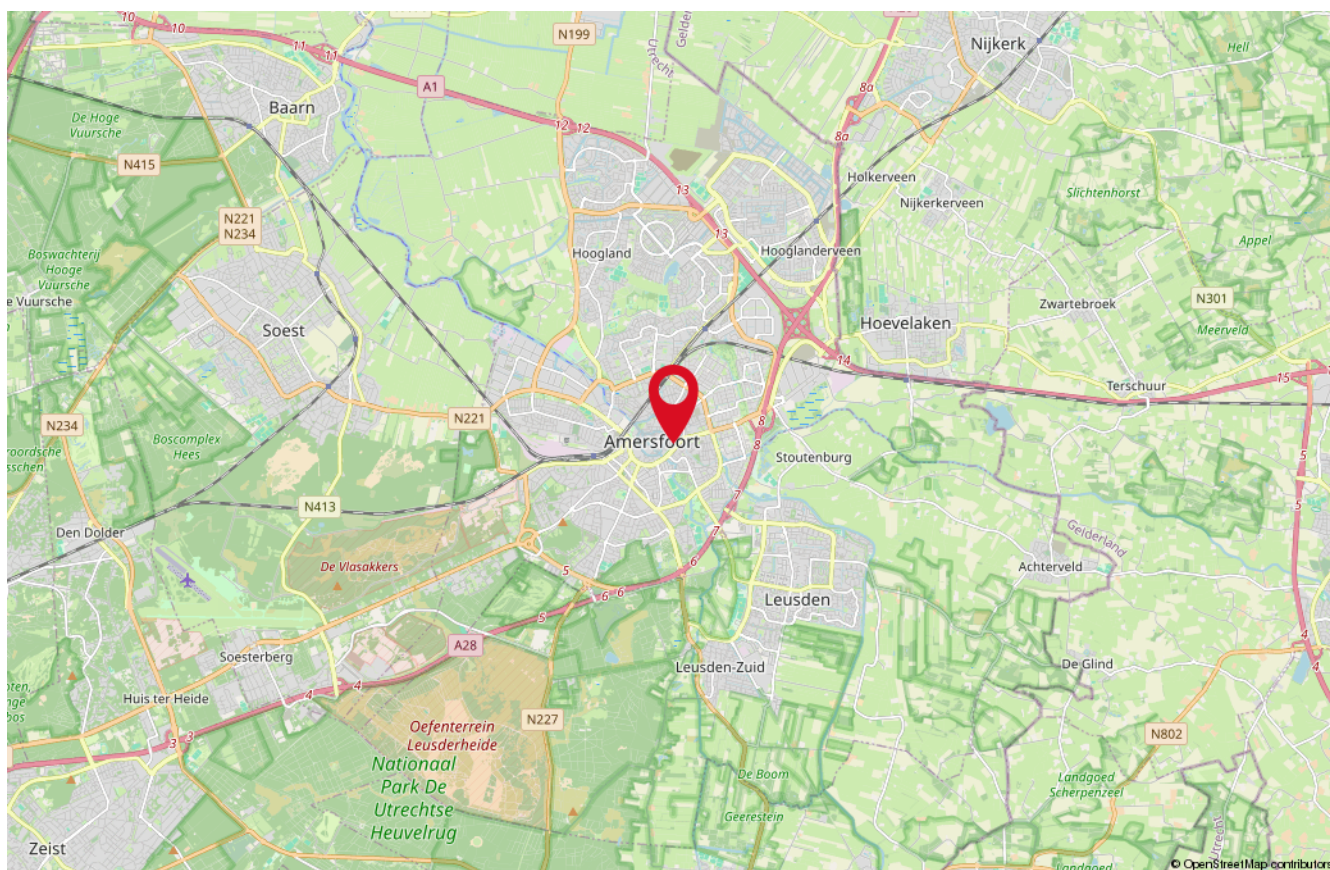 10
10
11
11
N199
Utrecht
Nijkerk
Hell
A1
8a
Baarn
De Hoge
Vuursche
12
12
8a
N415
13
Holkerveen
Slichtenhorst
Nijkerkerveen
N221
N234
13
Hoogland
Hooglanderveen
Appel
Boswachterij
Hooge
Vuursche
e Vuursche
Zwartebroek
N301
Soest
Hoevelaken
Meerveld
14
15
Terschuur
N221
8
N234
Boscomplex
Hees
Amersfoort
8
Stoutenburg
5
N413
7
7
Den Dolder
Gelderland
De Vlasakkers
5
6
Achterveld
6
6
5
Leusden
A28
4
Soesterberg
Leusden-Zuid
De Glind
4
4
4
Huis ter Heide
N227
3
3
Oefenterrein
Leusderheide
N802
Nationaal
Park De
Utrechtse
Heuvelrug
De Boom
Landgoed
Scherpenzeel
Geerestein
Utrecht
Zeist
Landgoed
© OpenStreetMap contributors